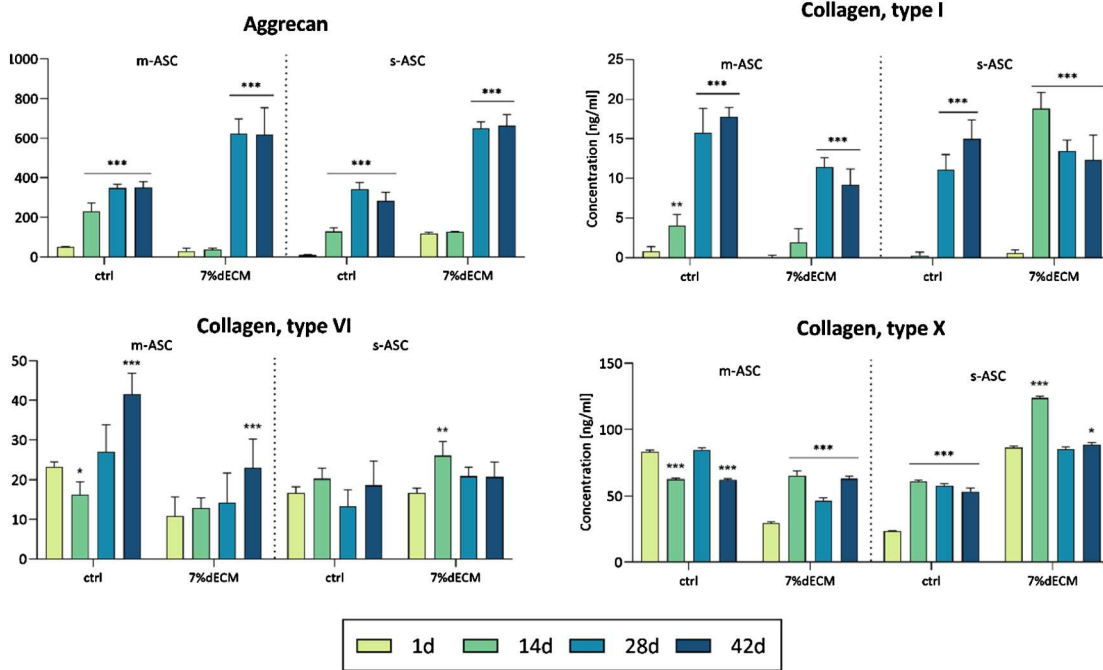 Aggrecan
m-ASC s-ASC
1000
800
600
400
200
0
*** *** *** ***
ctrl 7%dECM ctrl 7%dECM
Collagen, type I
m-ASC s-ASC
Concentration [ng/ml]
25
20
15
10
5
0
** *** *** *** ***
ctrl 7%dECM ctrl 7%dECM
Collagen, type VI
m-ASC s-ASC
50
40
30
20
10
0
* *** *** **
ctrl 7%dECM ctrl 7%dECM
Collagen, type X
m-ASC s-ASC
Concentration [ng/ml]
150
100
50
0
*** *** *** *** *** *
ctrl 7%dECM ctrl 7%dECM
1d 14d 28d 42d